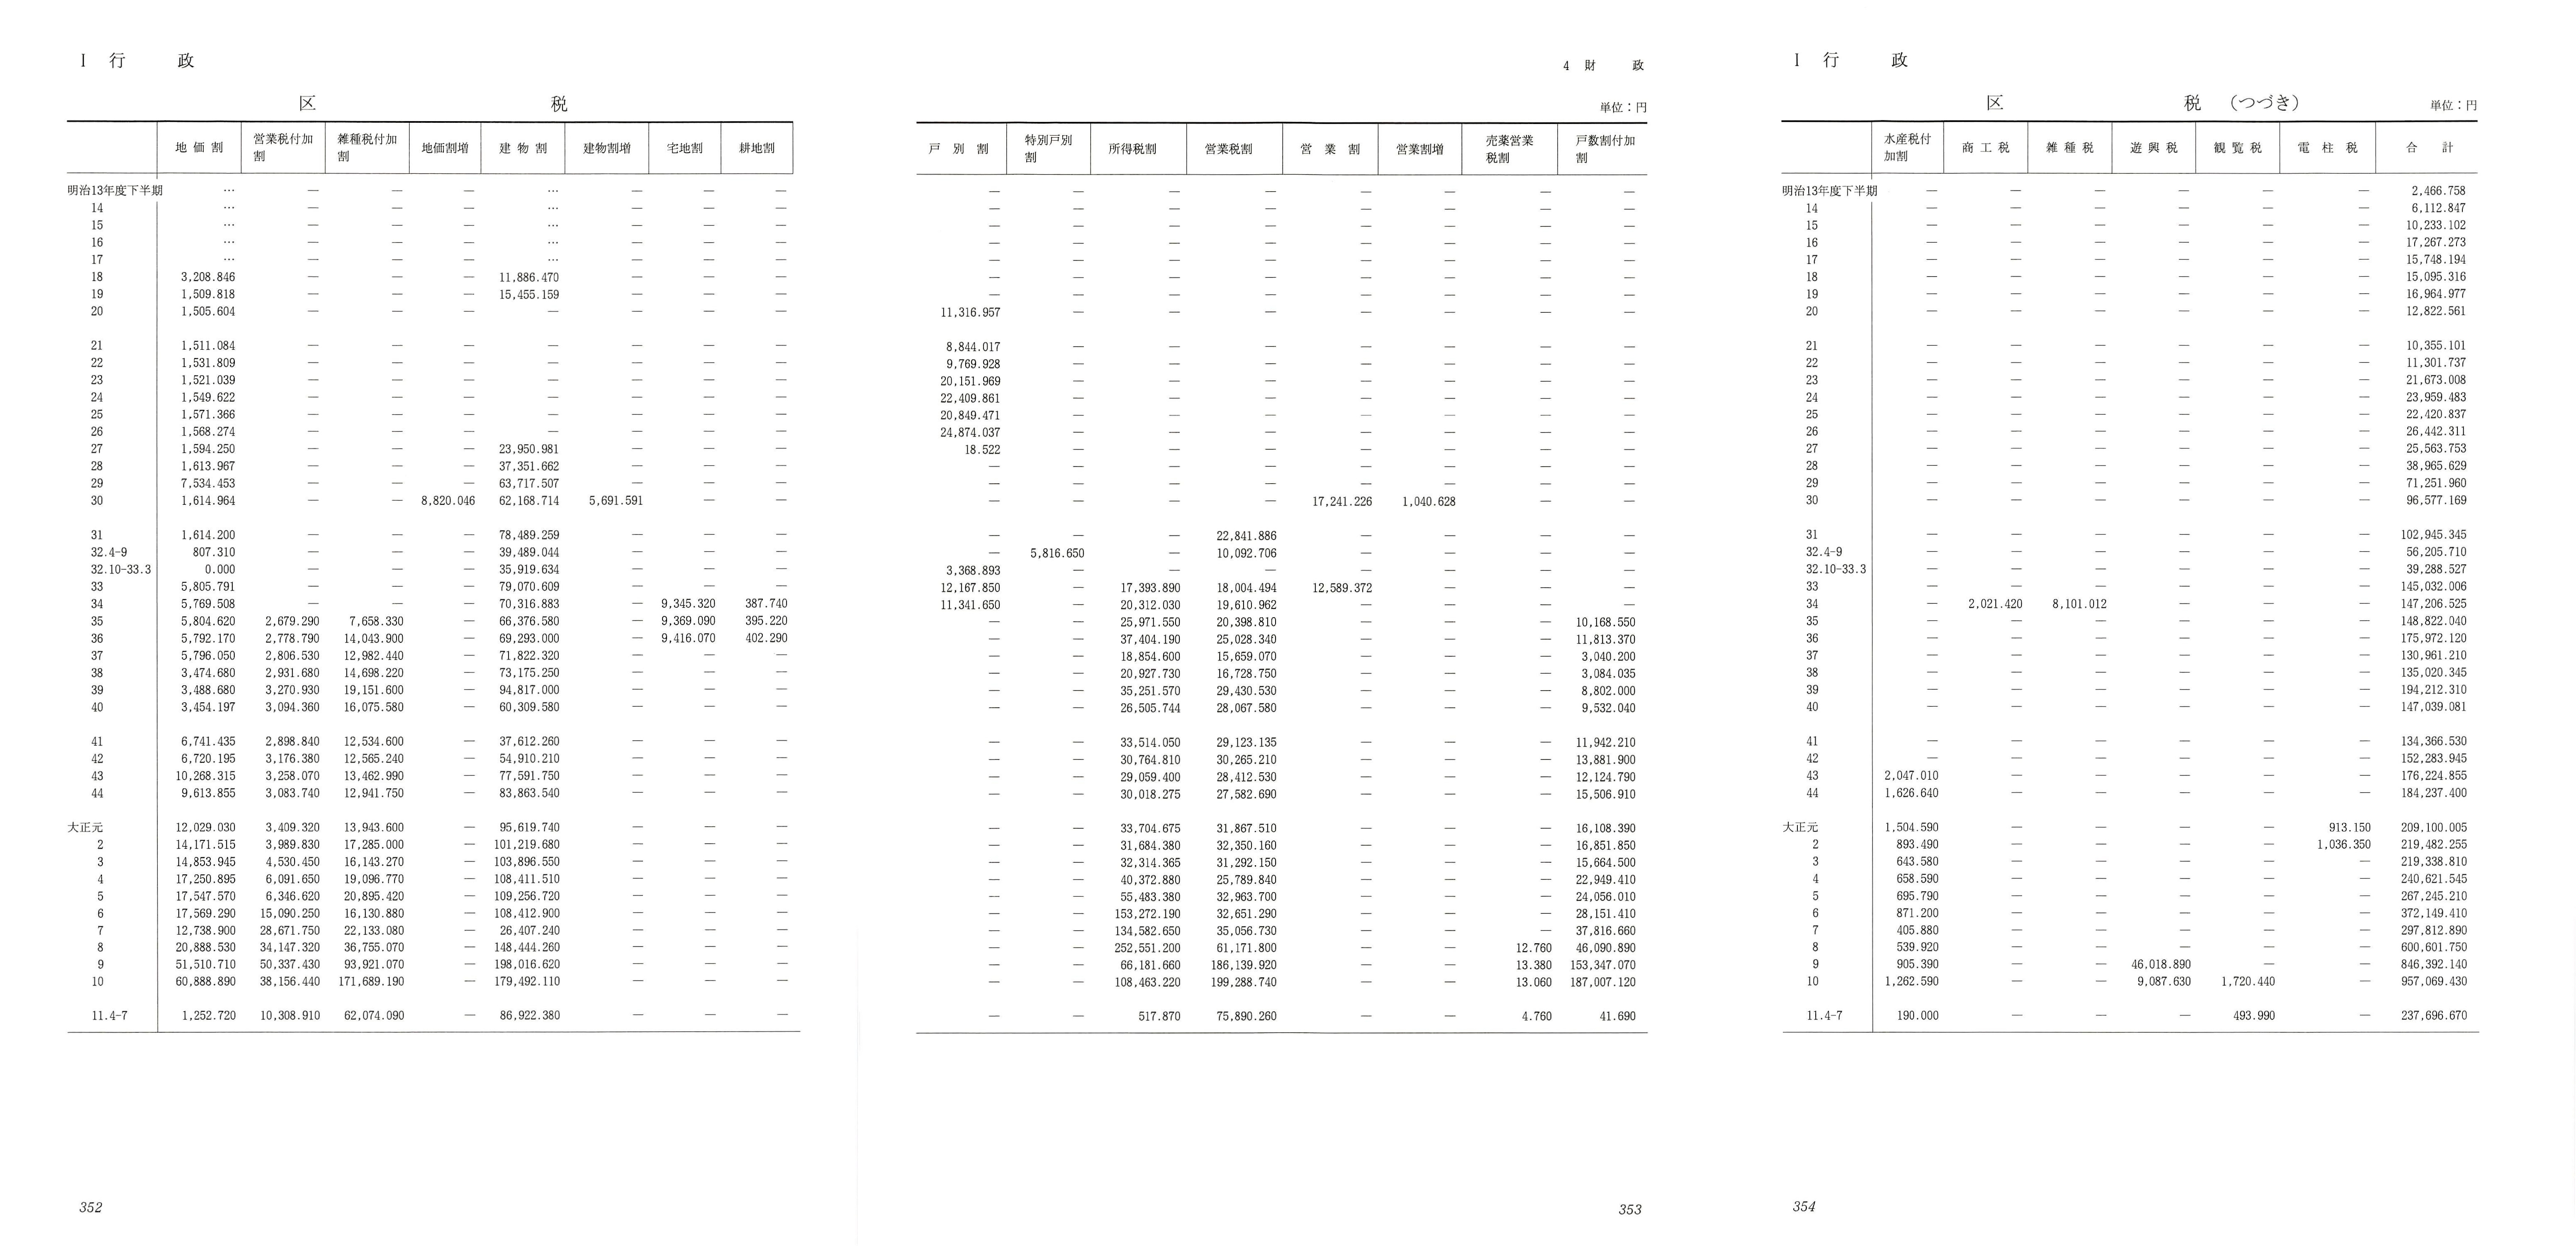 I 行 政
区 税
地 価 割 営業税付加割 雑種税付加割 地価割増 建 物 割 建物割増 宅地割 耕地割
明治13年度下半期 … — — — … — — —
14 … — — — … — — —
15 … — — — … — — —
16 … — — — … — — —
17 … — — — … — — —
18 3,208.846 — — — 11,886.470 — — —
19 1,509.818 — — — 15,455.159 — — —
20 1,505.604 — — — — — — —
21 1,511.084 — — — — — — —
22 1,531.809 — — — — — — —
23 1,521.039 — — — — — — —
24 1,549.622 — — — — — — —
25 1,571.366 — — — — — — —
26 1,568.274 — — — — — — —
27 1,594.250 — — — 23,950.981 — — —
28 1,613.967 — — — 37,351.662 — — —
29 7,534.453 — — — 63,717.507 — — —
30 1,614.964 — — 8,820.046 62,168.714 5,691.591 — —
31 1,614.200 — — — 78,489.259 — — —
32.4-9 807.310 — — — 39,489.044 — — —
32.10-33.3 0.000 — — — 35,919.634 — — —
33 5,805.791 — — — 79,070.609 — — —
34 5,769.508 — — — 70,316.883 — 9,345.320 387.740
35 5,804.620 2,679.290 7,658.330 — 66,376.580 — 9,369.090 395.220
36 5,792.170 2,778.790 14,043.900 — 69,293.000 — 9,416.070 402.290
37 5,796.050 2,806.530 12,982.440 — 71,822.320 — — —
38 3,474.680 2,931.680 14,698.220 — 73,175.250 — — —
39 3,488.680 3,270.930 19,151.600 — 94,817.000 — — —
40 3,454.197 3,094.360 16,075.580 — 60,309.580 — — —
41 6,741.435 2,898.840 12,534.600 — 37,612.260 — — —
42 6,720.195 3,176.380 12,565.240 — 54,910.210 — — —
43 10,268.315 3,258.070 13,462.990 — 77,591.750 — — —
44 9,613.855 3,083.740 12,941.750 — 83,863.540 — — —
大正元 12,029.030 3,409.320 13,943.600 — 95,619.740 — — —
2 14,171.515 3,989.830 17,285.000 — 101,219.680 — — —
3 14,853.945 4,530.450 16,143.270 — 103,896.550 — — —
4 17,250.895 6,091.650 19,096.770 — 108,411.510 — — —
5 17,547.570 6,346.620 20,895.420 — 109,256.720 — — —
6 17,569.290 15,090.250 16,130.880 — 108,412.900 — — —
7 12,738.900 28,671.750 22,133.080 — 26,407.240 — — —
8 20,888.530 34,147.320 36,755.070 — 148,444.260 — — —
9 51,510.710 50,337.430 93,921.070 — 198,016.620 — — —
10 60,888.890 38,156.440 171,689.190 — 179,492.110 — — —
11.4-7 1,252.720 10,308.910 62,074.090 — 86,922.380 — — —
352
4 財 政
単位：円
戸 別 割 特別戸別割 所得税割 営業税割 営 業 割 営業割増 売薬営業税割 戸数割付加割
— — — — — — — —
— — — — — — — —
— — — — — — — —
— — — — — — — —
— — — — — — — —
— — — — — — — —
— — — — — — — —
11,316.957 — — — — — — —
8,844.017 — — — — — — —
9,769.928 — — — — — — —
20,151.969 — — — — — — —
22,409.861 — — — — — — —
20,849.471 — — — — — — —
24,874.037 — — — — — — —
18.522 — — — — — — —
— — — — — — — —
— — — — — — — —
— — — — 17,241.226 1,040.628 — —
— — — 22,841.886 — — — —
— 5,816.650 — 10,092.706 — — — —
3,368.893 — — — — — — —
12,167.850 — 17,393.890 18,004.494 12,589.372 — — —
11,341.650 — 20,312.030 19,610.962 — — — —
— — 25,971.550 20,398.810 — — — 10,168.550
— — 37,404.190 25,028.340 — — — 11,813.370
— — 18,854.600 15,659.070 — — — 3,040.200
— — 20,927.730 16,728.750 — — — 3,084.035
— — 35,251.570 29,430.530 — — — 8,802.000
— — 26,505.744 28,067.580 — — — 9,532.040
— — 33,514.050 29,123.135 — — — 11,942.210
— — 30,764.810 30,265.210 — — — 13,881.900
— — 29,059.400 28,412.530 — — — 12,124.790
— — 30,018.275 27,582.690 — — — 15,506.910
— — 33,704.675 31,867.510 — — — 16,108.390
— — 31,684.380 32,350.160 — — — 16,851.850
— — 32,314.365 31,292.150 — — — 15,664.500
— — 40,372.880 25,789.840 — — — 22,949.410
— — 55,483.380 32,963.700 — — — 24,056.010
— — 153,272.190 32,651.290 — — — 28,151.410
— — 134,582.650 35,056.730 — — — 37,816.660
— — 252,551.200 61,171.800 — — 12.760 46,090.890
— — 66,181.660 186,139.920 — — 13.380 153,347.070
— — 108,463.220 199,288.740 — — 13.060 187,007.120
— — 517.870 75,890.260 — — 4.760 41.690
353
I 行 政
区 税 （つづき） 単位：円
水産税付加割 商 工 税 雑 種 税 遊 興 税 観 覧 税 電 柱 税 合 計
明治13年度下半期 — — — — — — 2,466.758
14 — — — — — — 6,112.847
15 — — — — — — 10,233.102
16 — — — — — — 17,267.273
17 — — — — — — 15,748.194
18 — — — — — — 15,095.316
19 — — — — — — 16,964.977
20 — — — — — — 12,822.561
21 — — — — — — 10,355.101
22 — — — — — — 11,301.737
23 — — — — — — 21,673.008
24 — — — — — — 23,959.483
25 — — — — — — 22,420.837
26 — — — — — — 26,442.311
27 — — — — — — 25,563.753
28 — — — — — — 38,965.629
29 — — — — — — 71,251.960
30 — — — — — — 96,577.169
31 — — — — — — 102,945.345
32.4-9 — — — — — — 56,205.710
32.10-33.3 — — — — — — 39,288.527
33 — — — — — — 145,032.006
34 — 2,021.420 8,101.012 — — — 147,206.525
35 — — — — — — 148,822.040
36 — — — — — — 175,972.120
37 — — — — — — 130,961.210
38 — — — — — — 135,020.345
39 — — — — — — 194,212.310
40 — — — — — — 147,039.081
41 — — — — — — 134,366.530
42 — — — — — — 152,283.945
43 2,047.010 — — — — — 176,224.855
44 1,626.640 — — — — — 184,237.400
大正元 1,504.590 — — — — 913.150 209,100.005
2 893.490 — — — — 1,036.350 219,482.255
3 643.580 — — — — — 219,338.810
4 658.590 — — — — — 240,621.545
5 695.790 — — — — — 267,245.210
6 871.200 — — — — — 372,149.410
7 405.880 — — — — — 297,812.890
8 539.920 — — — — — 600,601.750
9 905.390 — — 46,018.890 — — 846,392.140
10 1,262.590 — — 9,087.630 1,720.440 — 957,069.430
11.4-7 190.000 — — — 493.990 — 237,696.670
354